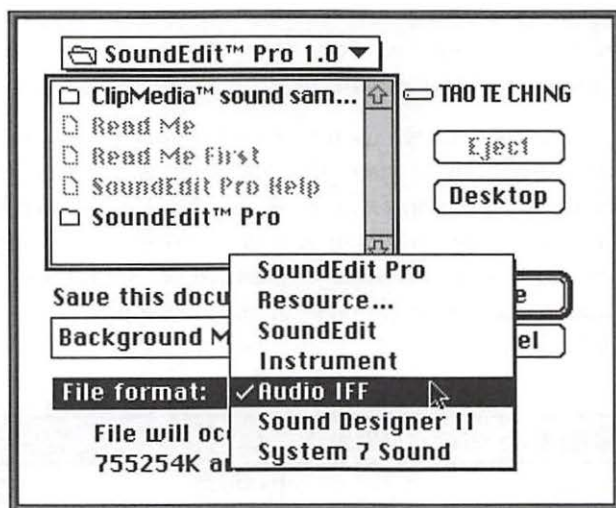 SoundEdit™ Pro 1.0
ClipMedia™ sound sam...
TAO TE CHING
Read Me
Eject
Read Me First
SoundEdit Pro Help
Desktop
SoundEdit™ Pro
SoundEdit Pro
Save this docu
Resource...
e
Background M
SoundEdit
el
Instrument
File format:
✓Audio IFF
File will occ
Sound Designer II
755254K a
System 7 Sound